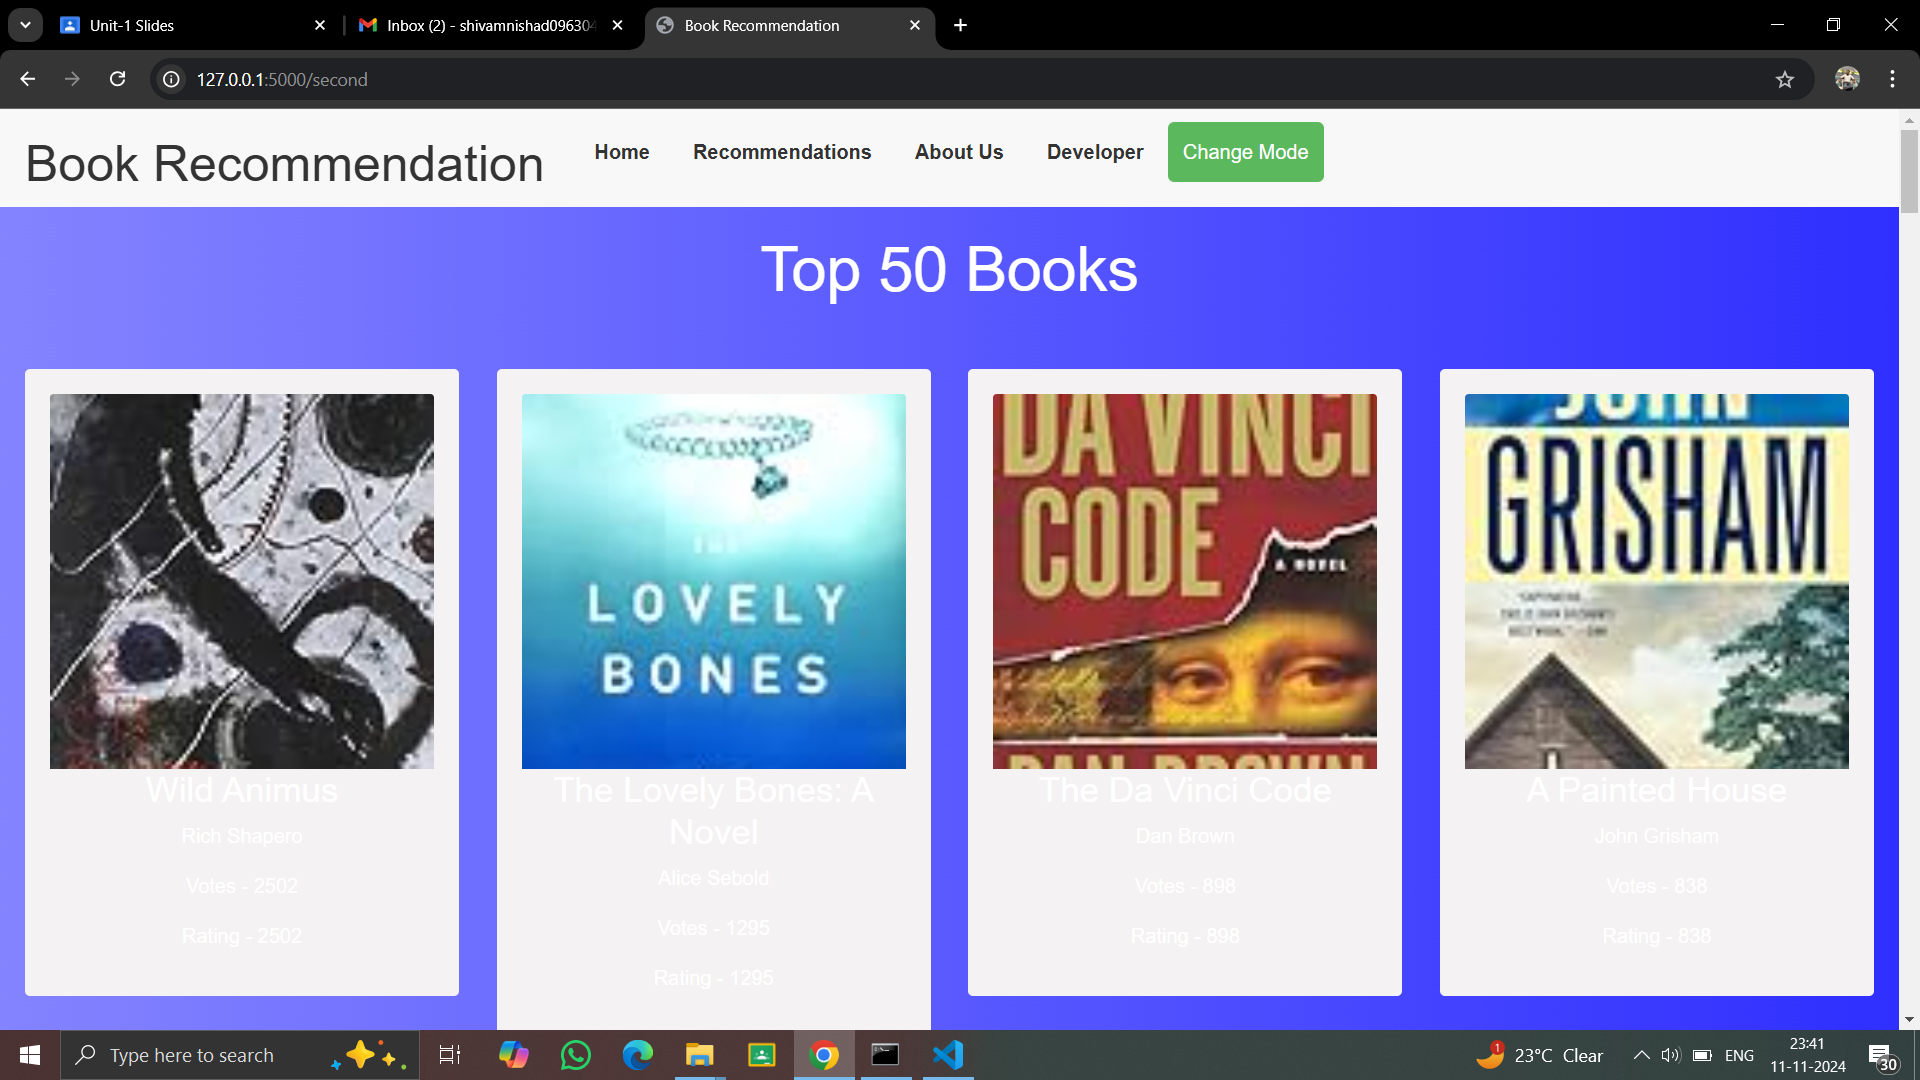 Unit-1 Slides
Inbox (2) - shivamnishad09630
Book Recommendation
127.0.0.1:5000/second
Book Recommendation
Home
Recommendations
About Us
Developer
Change Mode
Top 50 Books
THE
LOVELY
BONES
DA VINCI
CODE
A NOVEL
DAN BROWN
JOHN
GRISHAM
Wild Animus
Rich Shapero
Votes - 2502
Rating - 2502
The Lovely Bones: A
Novel
Alice Sebold
Votes - 1295
Rating - 1295
The Da Vinci Code
Dan Brown
Votes - 898
Rating - 898
A Painted House
John Grisham
Votes - 838
Rating - 838
Type here to search
1
23°C Clear
ENG
23:41
11-11-2024
30